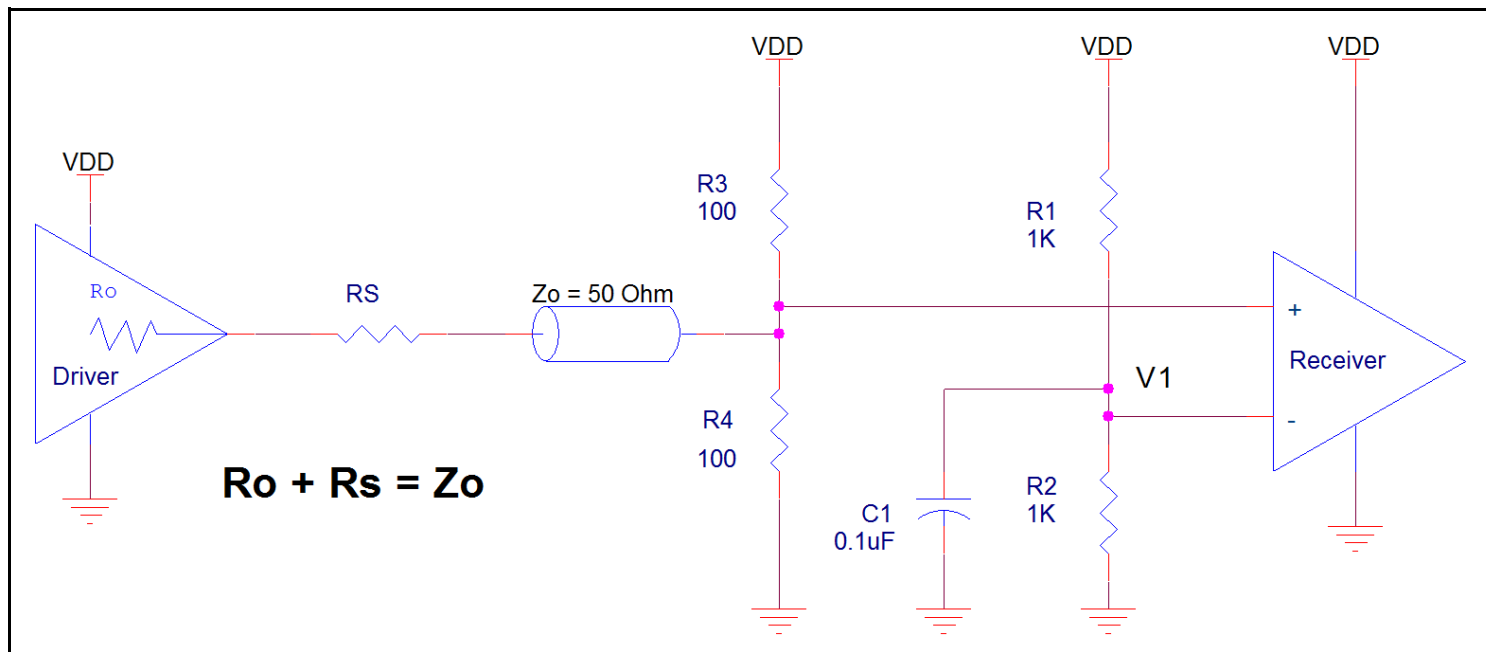 VDD
VDD
VDD
VDD
R3
100
R1
1K
Ro
RS
Zo = 50 Ohm
+
Driver
Receiver
V1
-
R4
100
Ro + Rs = Zo
R2
1K
C1
0.1uF